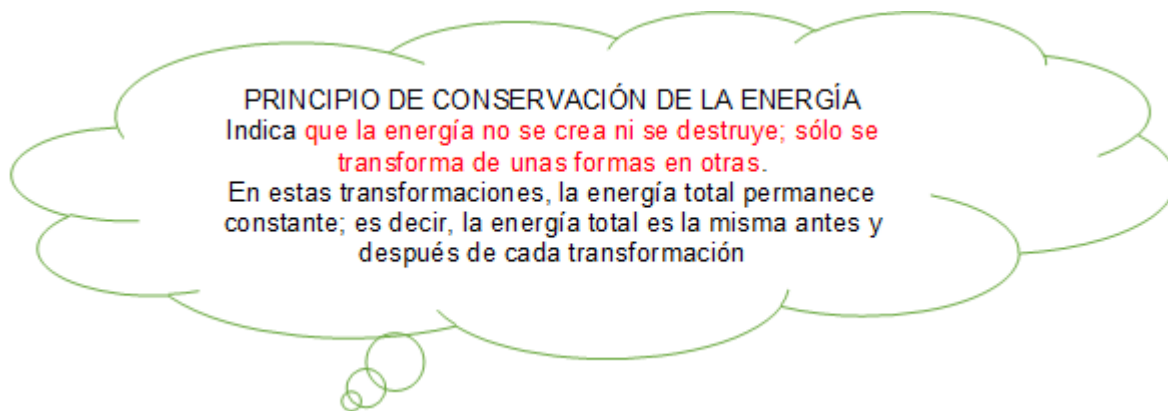 PRINCIPIO DE CONSERVACIÓN DE LA ENERGÍA
Indica que la energía no se crea ni se destruye; sólo se
transforma de unas formas en otras.
En estas transformaciones, la energía total permanece
constante; es decir, la energía total es la misma antes y
después de cada transformación